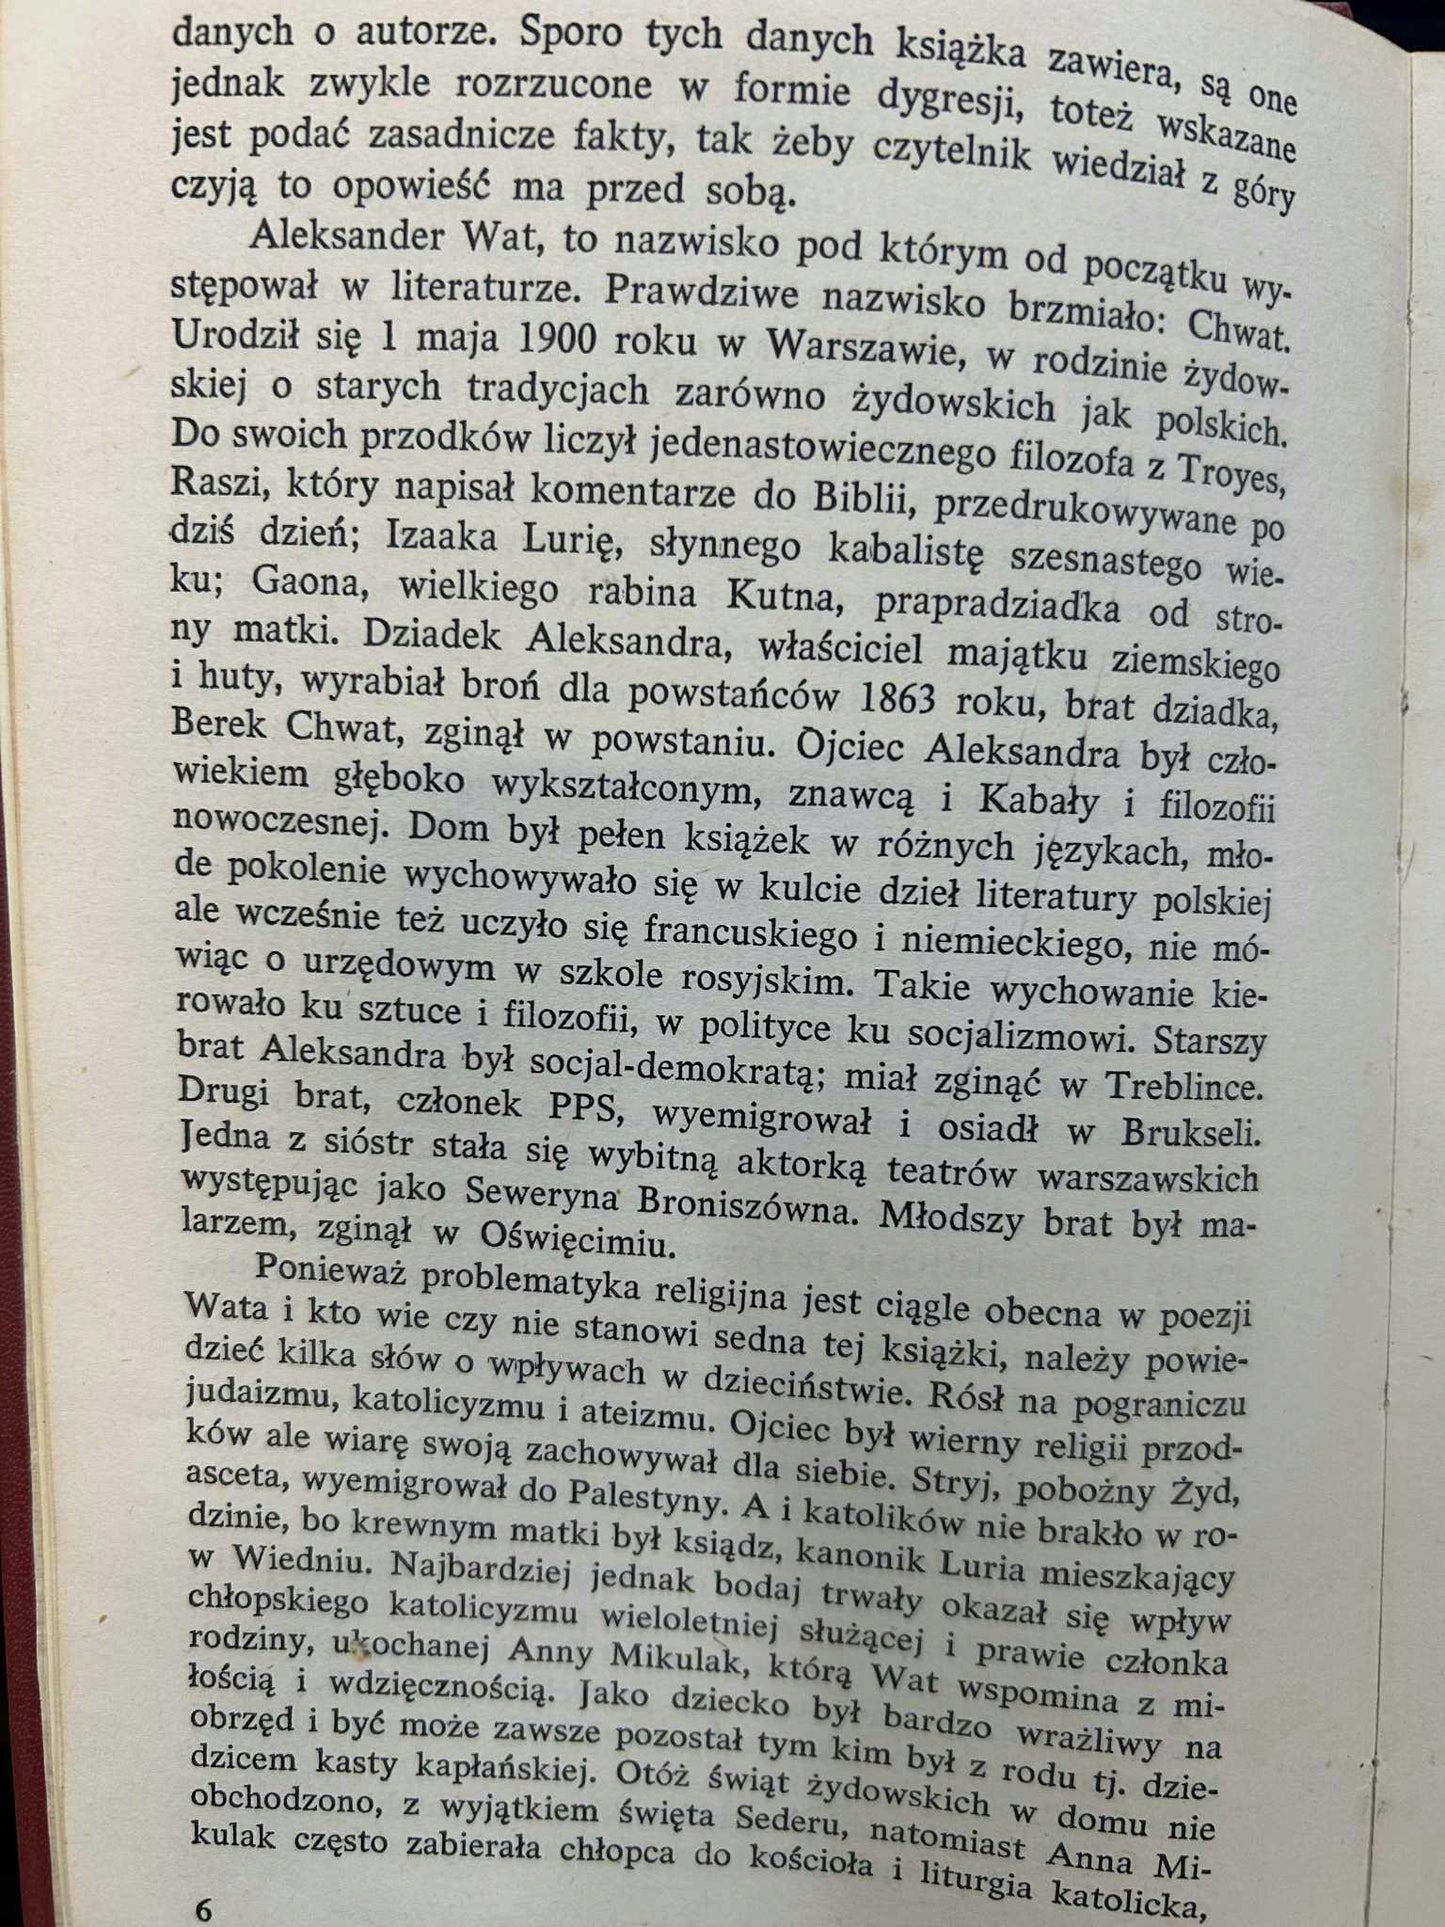 danych o autorze. Sporo tych danych książka zawiera, są one
jednak zwykle rozrzucone w formie dygresji, toteż wskazane
jest podać zasadnicze fakty, tak żeby czytelnik wiedział z góry
czyją to opowieść ma przed sobą.
Aleksander Wat, to nazwisko pod którym od początku wy-
stępował w literaturze. Prawdziwe nazwisko brzmiało: Chwat.
Urodził się 1 maja 1900 roku w Warszawie, w rodzinie żydow-
skiej o starych tradycjach zarówno żydowskich jak polskich.
Do swoich przodków liczył jedenastowiecznego filozofa z Troyes,
Raszi, który napisał komentarze do Biblii, przedrukowywane po
dziś dzień; Izaaka Lurię, słynnego kabalistę szesnastego wie-
ku; Gaona, wielkiego rabina Kutna, prapradziadka od stro-
ny matki. Dziadek Aleksandra, właściciel majątku ziemskiego
i huty, wyrabiał broń dla powstańców 1863 roku, brat dziadka,
Berek Chwat, zginął w powstaniu. Ojciec Aleksandra był czło-
wiekiem głęboko wykształconym, znawcą i Kabały i filozofii
nowoczesnej. Dom był pełen książek w różnych językach, mło-
de pokolenie wychowywało się w kulcie dzieł literatury polskiej
ale wcześnie też uczyło się francuskiego i niemieckiego, nie mó-
wiąc o urzędowym w szkole rosyjskim. Takie wychowanie kie-
rowało ku sztuce i filozofii, w polityce ku socjalizmowi. Starszy
brat Aleksandra był socjal-demokratą; miał zginąć w Treblince.
Drugi brat, członek PPS, wyemigrował i osiadł w Brukseli.
Jedna z sióstr stała się wybitną aktorką teatrów warszawskich
występując jako Seweryna Broniszówna. Młodszy brat był ma-
larzem, zginął w Oświęcimiu.
Ponieważ problematyka religijna jest ciągle obecna w poezji
Wata i kto wie czy nie stanowi sedna tej książki, należy powie-
dzieć kilka słów o wpływach w dzieciństwie. Rósł na pograniczu
judaizmu, katolicyzmu i ateizmu. Ojciec był wierny religii przod-
ków ale wiarę swoją zachowywał dla siebie. Stryj, pobożny Żyd,
asceta, wyemigrował do Palestyny. A i katolików nie brakło w ro-
dzinie, bo krewnym matki był ksiądz, kanonik Luria mieszkający
w Wiedniu. Najbardziej jednak bodaj trwały okazał się wpływ
chłopskiego katolicyzmu wieloletniej służącej i prawie członka
rodziny, ukochanej Anny Mikulak, którą Wat wspomina z mi-
łością i wdzięcznością. Jako dziecko był bardzo wrażliwy na
obrzęd i być może zawsze pozostał tym kim był z rodu tj. dzie-
dzicem kasty kapłańskiej. Otóż świąt żydowskich w domu nie
obchodzono, z wyjątkiem święta Sederu, natomiast Anna Mi-
kulak często zabierała chłopca do kościoła i liturgia katolicka,
6